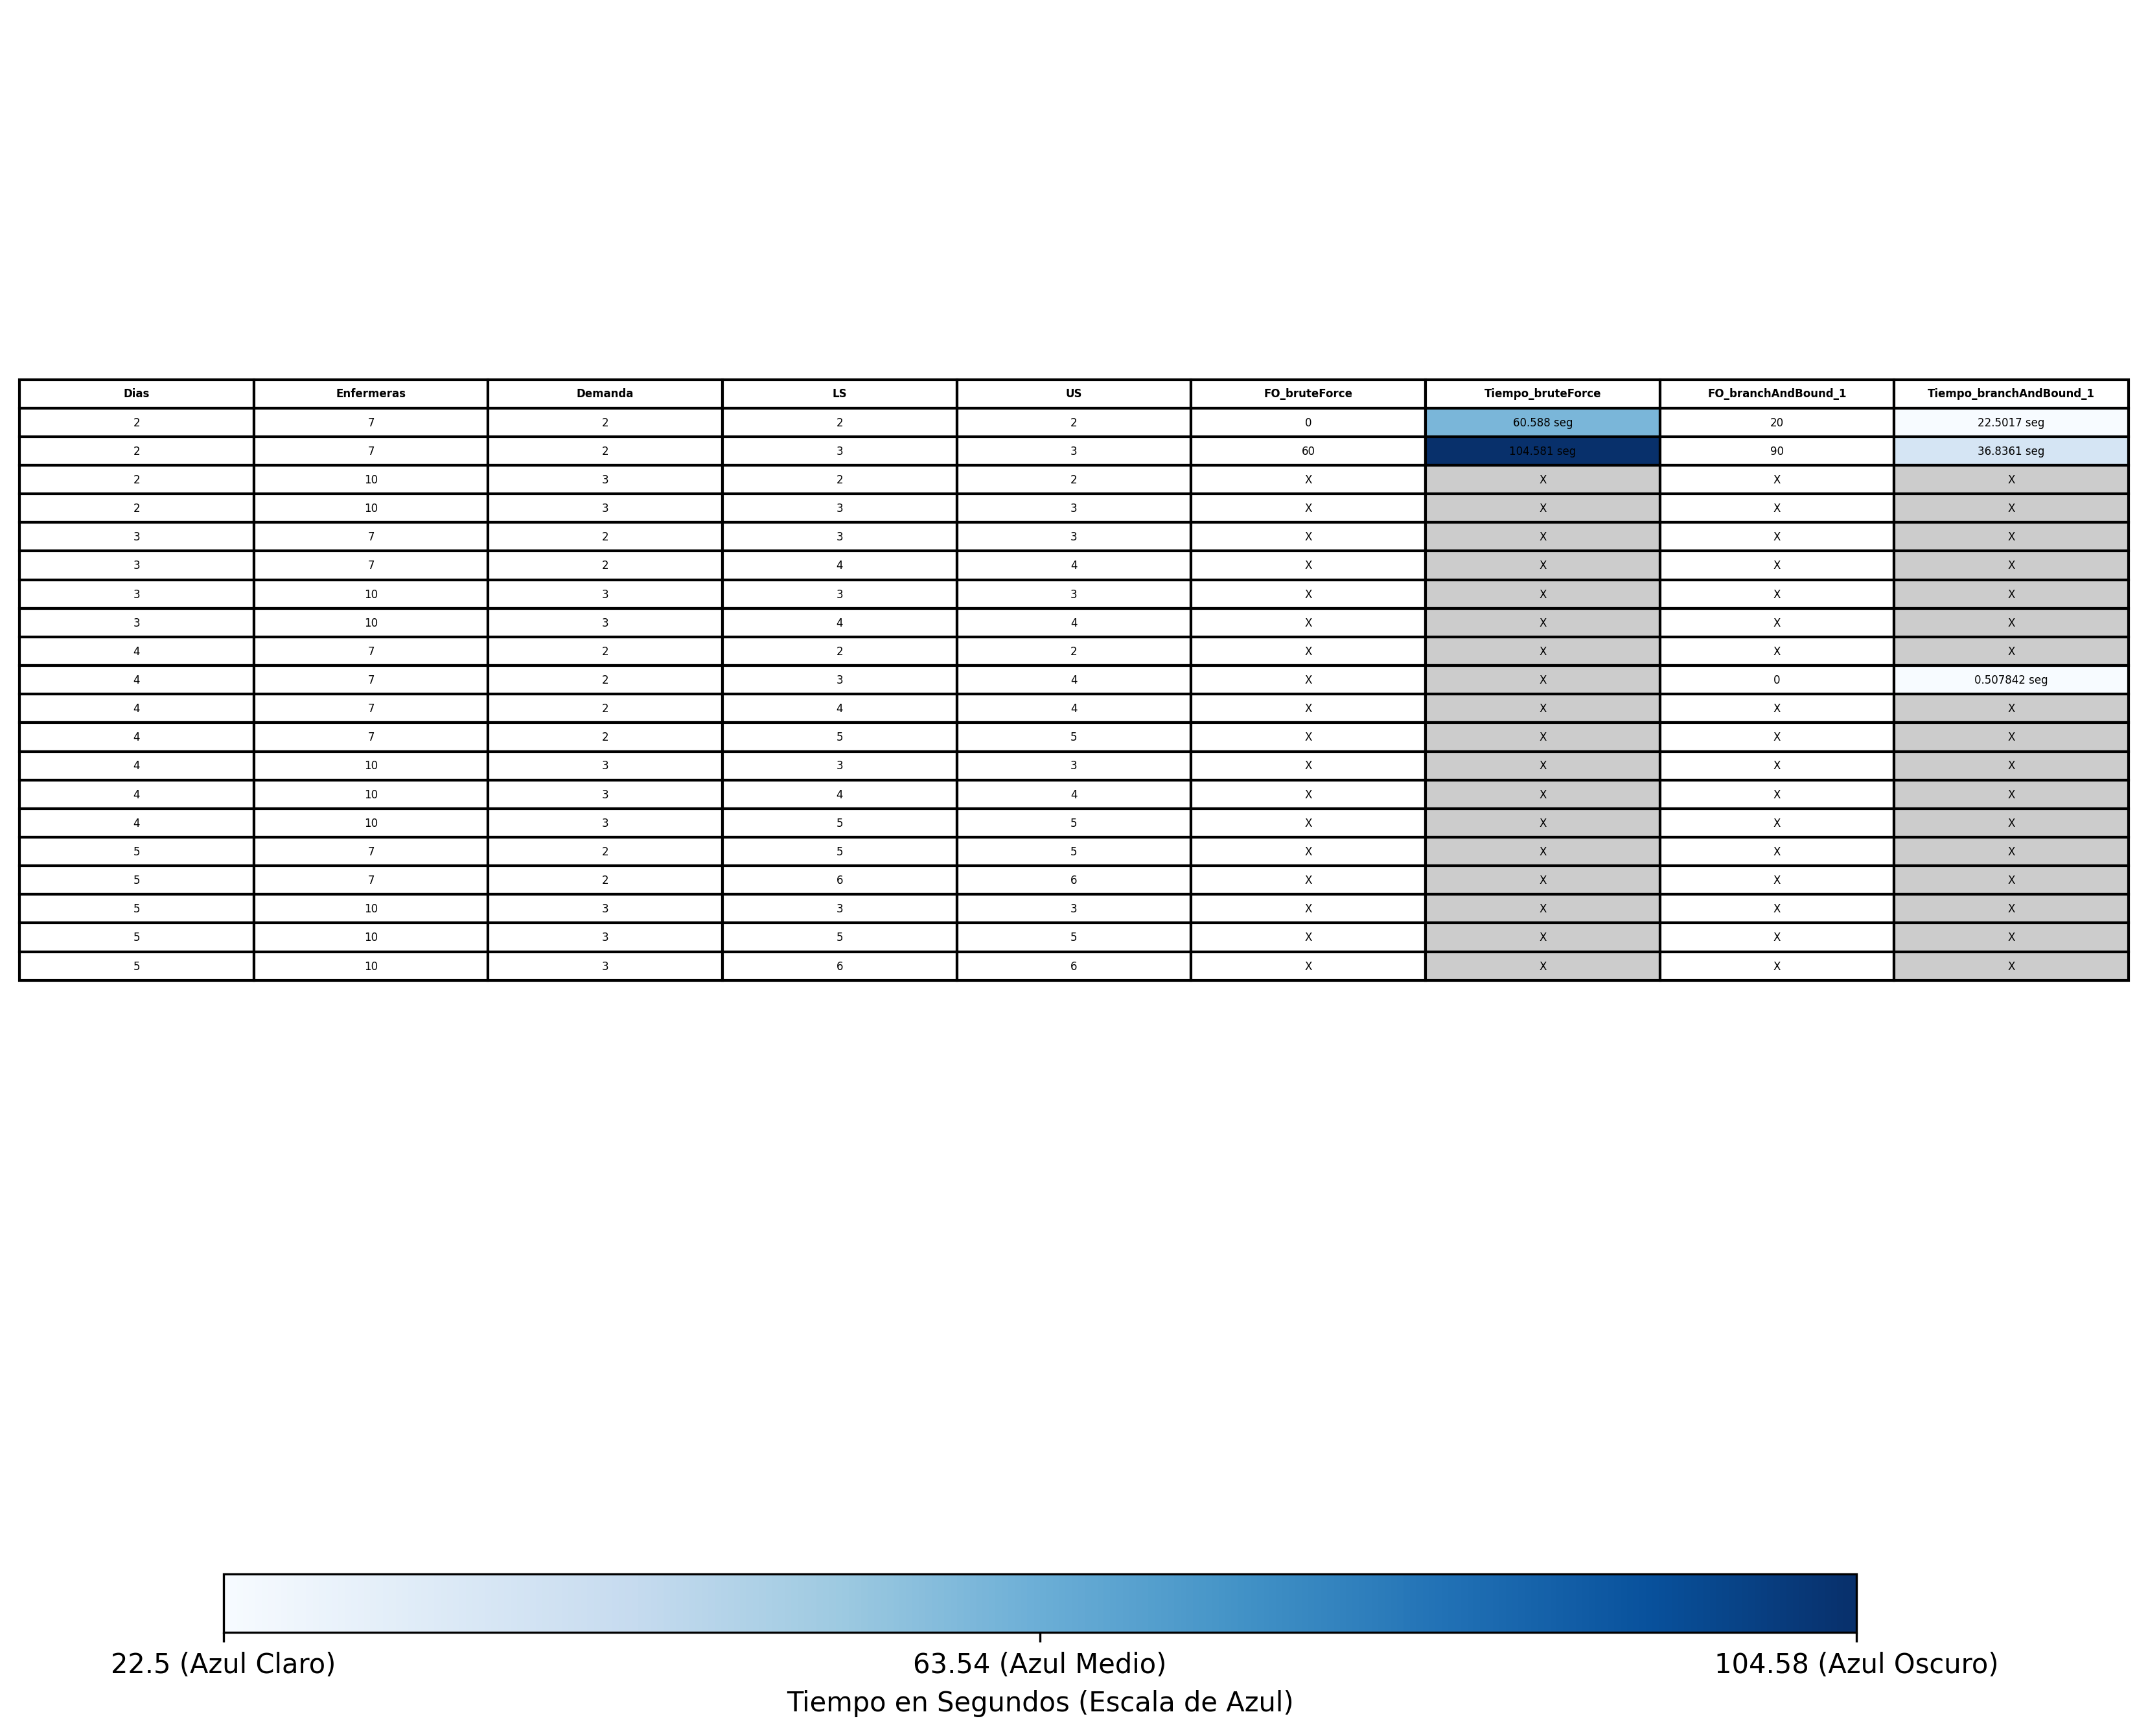 Dias Enfermeras Demanda LS US FO_bruteForce Tiempo_bruteForce FO_branchAndBound_1 Tiempo_branchAndBound_1
2 7 2 2 2 0 60.588 seg 20 22.5017 seg
2 7 2 3 3 60 104.581 seg 90 36.8361 seg
2 10 3 2 2 X X X X
2 10 3 3 3 X X X X
3 7 2 3 3 X X X X
3 7 2 4 4 X X X X
3 10 3 3 3 X X X X
3 10 3 4 4 X X X X
4 7 2 2 2 X X X X
4 7 2 3 4 X X 0 0.507842 seg
4 7 2 4 4 X X X X
4 7 2 5 5 X X X X
4 10 3 3 3 X X X X
4 10 3 4 4 X X X X
4 10 3 5 5 X X X X
5 7 2 5 5 X X X X
5 7 2 6 6 X X X X
5 10 3 3 3 X X X X
5 10 3 5 5 X X X X
5 10 3 6 6 X X X X
22.5 (Azul Claro) 63.54 (Azul Medio) 104.58 (Azul Oscuro)
Tiempo en Segundos (Escala de Azul)